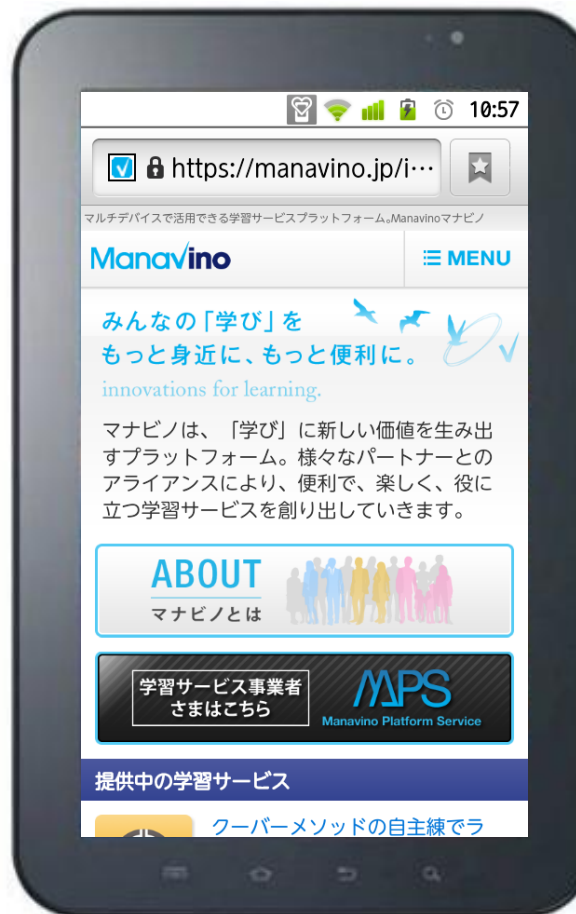 10:57
https://manavino.jp/i…
マルチデバイスで活用できる学習サービスプラットフォーム。Manavinoマナビノ
Manavino
MENU
みんなの「学び」を
もっと身近に、もっと便利に。
innovations for learning.
マナビノは、「学び」に新しい価値を生み出
すプラットフォーム。様々なパートナーとの
アライアンスにより、便利で、楽しく、役に
立つ学習サービスを創り出していきます。
ABOUT
マナビノとは
学習サービス事業者
さまはこちら
MPS
Manavino Platform Service
提供中の学習サービス
クーバーメソッドの自主練でラ